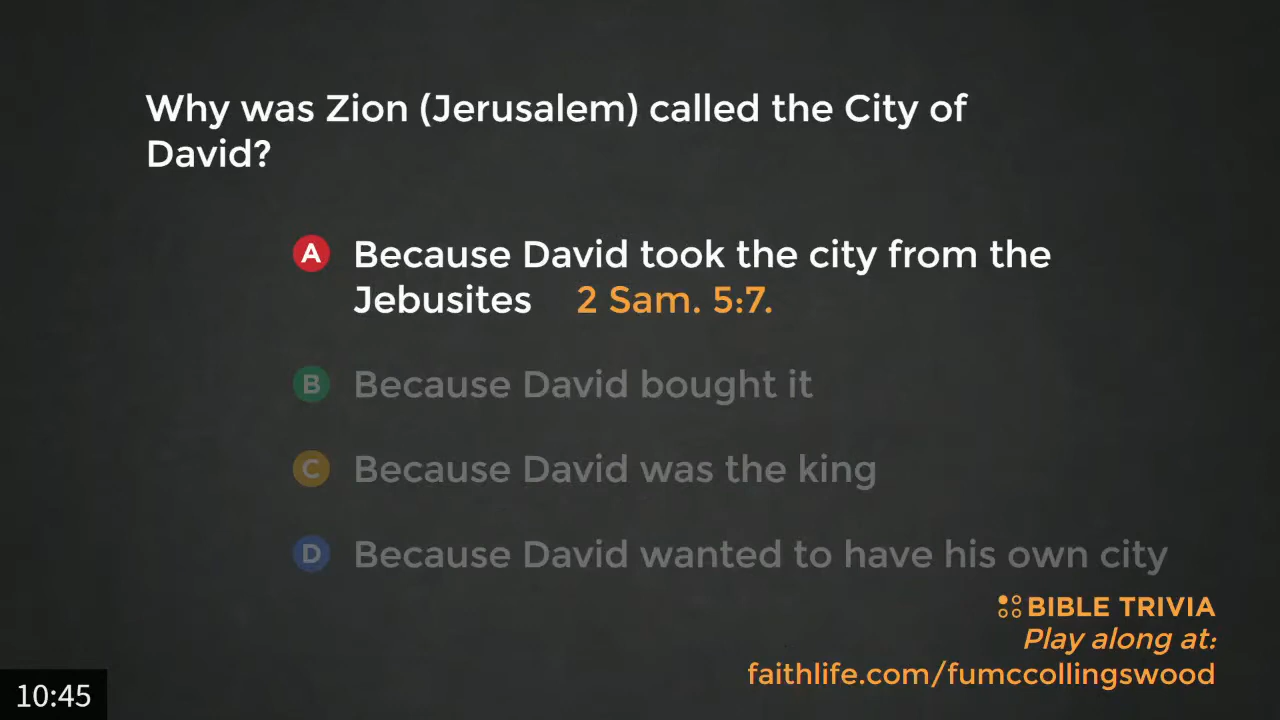 Why was Zion (Jerusalem) called the City of
David?
A Because David took the city from the
Jebusites 2 Sam. 5:7.
B Because David bought it
C Because David was the king
D Because David wanted to have his own city
BIBLE TRIVIA
Play along at:
faithlife.com/fumccollingswood
10:45